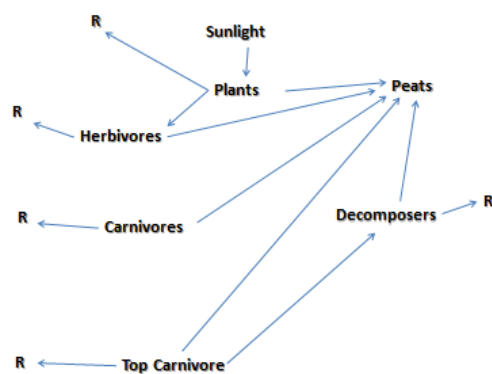 Sunlight
R
Plants
Peats
R
Herbivores
R
Carnivores
Decomposers
R
R
Top Carnivore